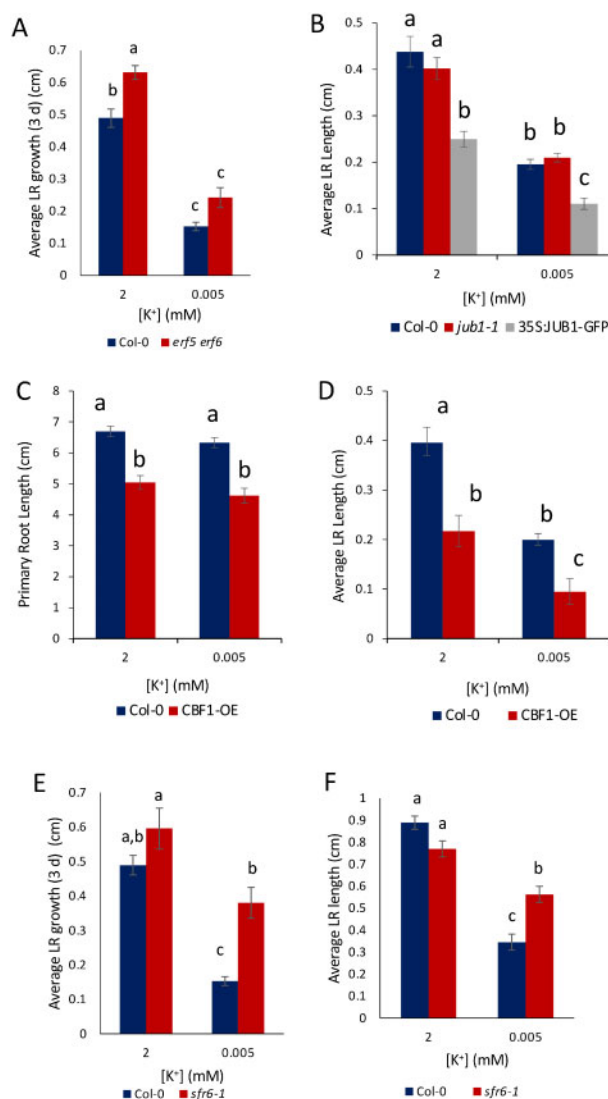 A
Average LR growth (3 d) (cm)
0.7
0.6
0.5
0.4
0.3
0.2
0.1
0
b
a
c
c
2
0.005
[K⁺] (mM)
Col-0 erf5 erf6
B
Average LR Length (cm)
0.5
0.4
0.3
0.2
0.1
0
a
a
b
b
b
c
2
0.005
[K⁺] (mM)
Col-0 jub1-1 35S:JUB1-GFP
C
Primary Root Length (cm)
8
7
6
5
4
3
2
1
0
a
b
a
b
2
0.005
[K⁺] (mM)
Col-0 CBF1-OE
D
Average LR Length (cm)
0.5
0.4
0.3
0.2
0.1
0
a
b
b
c
2
0.005
[K⁺] (mM)
Col-0 CBF1-OE
E
Average LR growth (3 d) (cm)
0.7
0.6
0.5
0.4
0.3
0.2
0.1
0
a,b
a
c
b
2
0.005
[K⁺] (mM)
Col-0 sfr6-1
F
Average LR length (cm)
1
0.9
0.8
0.7
0.6
0.5
0.4
0.3
0.2
0.1
0
a
a
c
b
2
0.005
[K⁺] (mM)
Col-0 sfr6-1